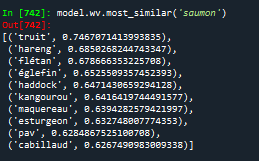 In [742]: model.wv.most_similar('saumon')
Out[742]:
[('truit', 0.7467071413993835),
('hareng', 0.6850268244743347),
('flétan', 0.678666353225708),
('églefin', 0.6525509357452393),
('haddock', 0.6471430659294128),
('kangourou', 0.6416419744491577),
('maquereau', 0.6394282579421997),
('esturgeon', 0.632748007774353),
('pav', 0.6284867525100708),
('cabillaud', 0.6267490983009338)]